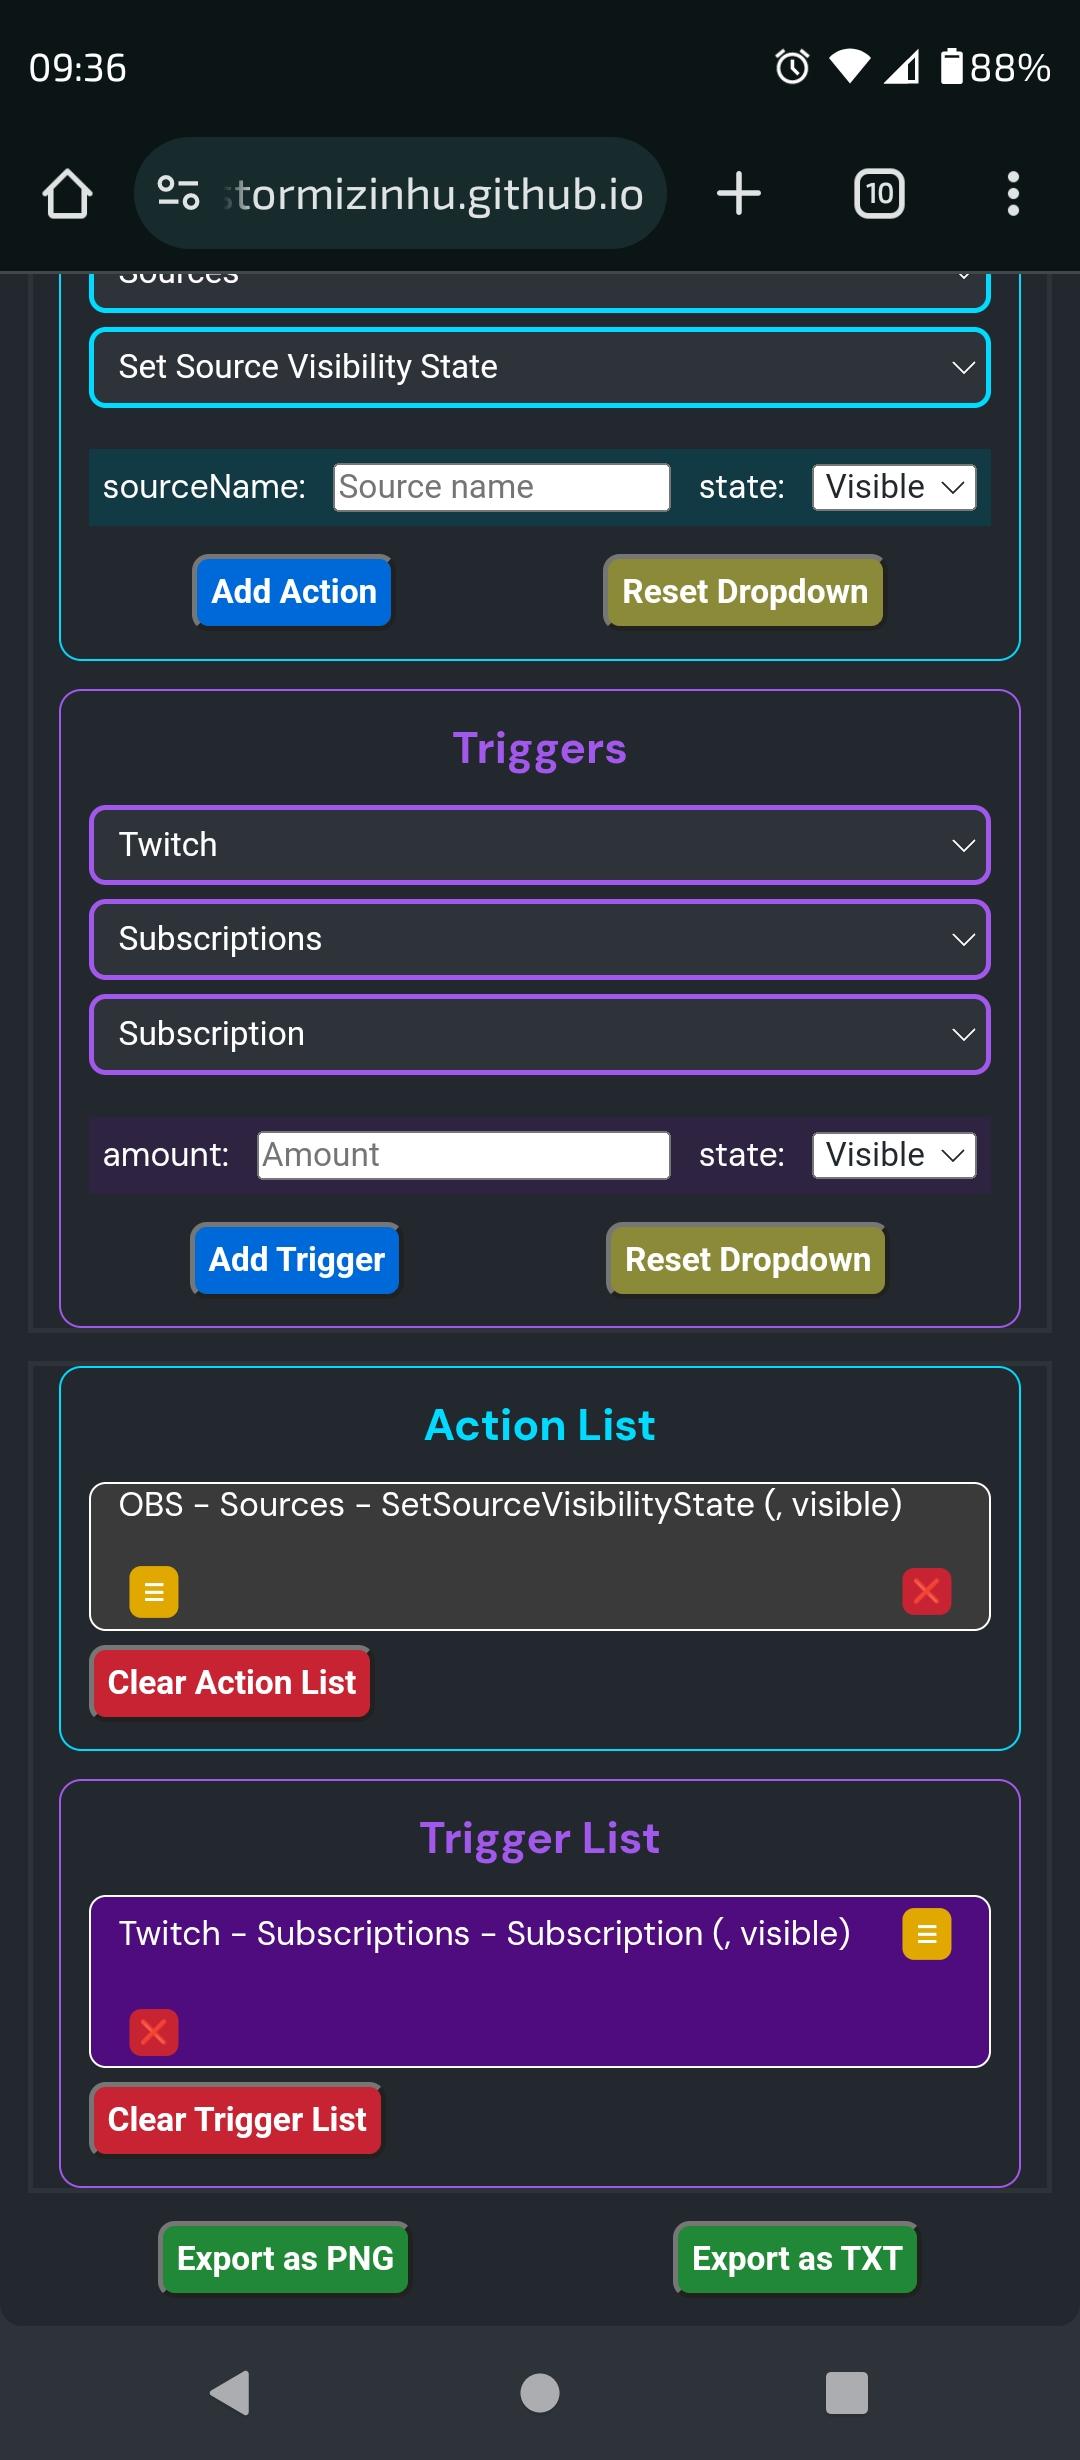 09:36
88%
tormizinhu.github.io
10
Sources
Set Source Visibility State
sourceName: Source name state: Visible
Add Action Reset Dropdown
Triggers
Twitch
Subscriptions
Subscription
amount: Amount state: Visible
Add Trigger Reset Dropdown
Action List
OBS - Sources - SetSourceVisibilityState (, visible)
Clear Action List
Trigger List
Twitch - Subscriptions - Subscription (, visible)
Clear Trigger List
Export as PNG Export as TXT